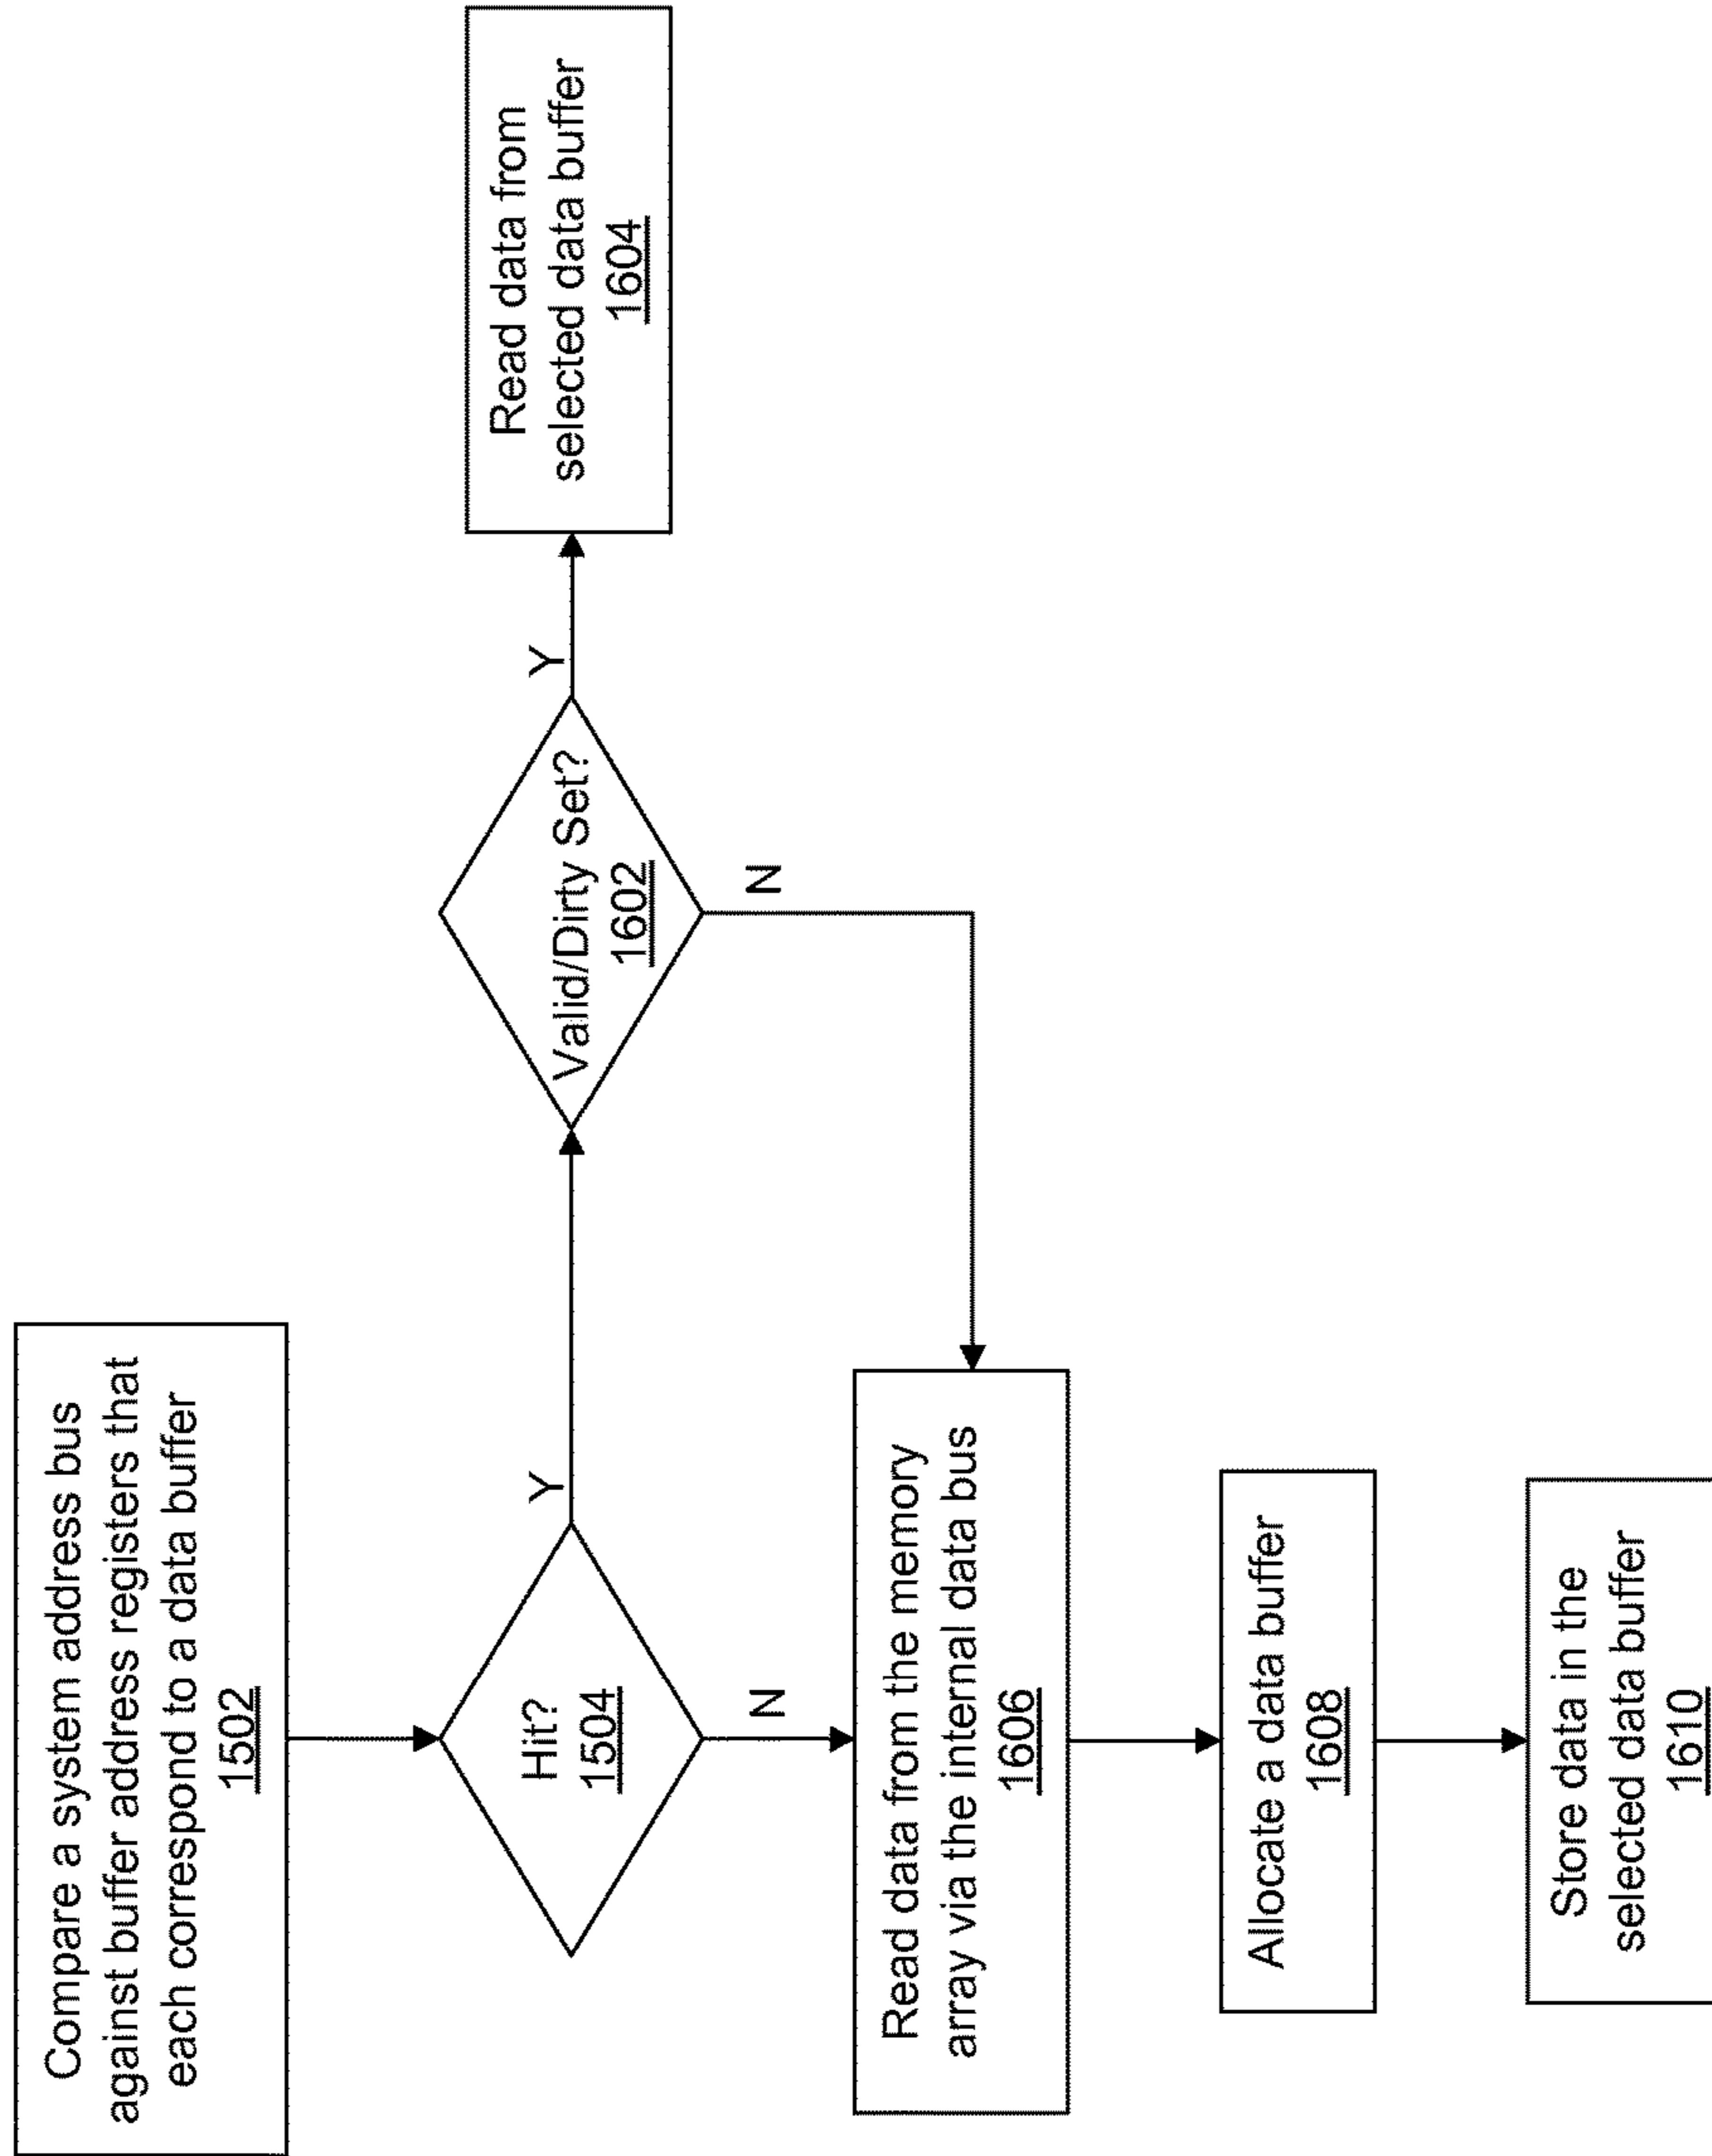 Compare a system address bus
against buffer address registers that
each correspond to a data buffer
1502
Hit?
1504
Y
N
Valid/Dirty Set?
1602
Y
N
Read data from
selected data buffer
1604
Read data from the memory
array via the internal data bus
1606
Allocate a data buffer
1608
Store data in the
selected data buffer
1610